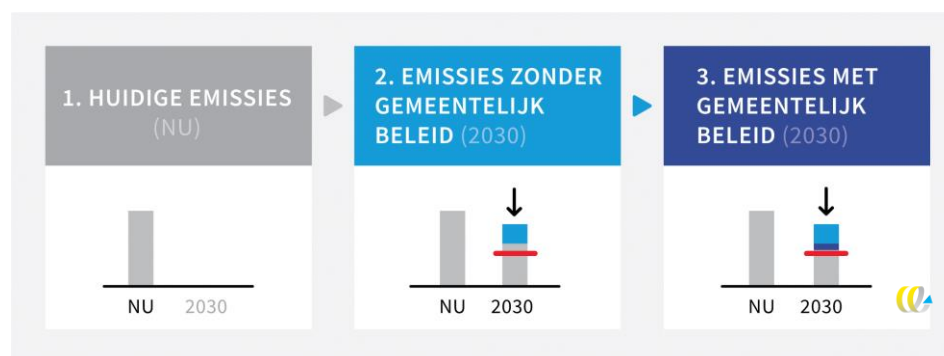 1. HUIDIGE EMISSIES
(NU)
NU 2030
2. EMISSIES ZONDER
GEMEENTELIJK
BELEID (2030)
NU 2030
3. EMISSIES MET
GEMEENTELIJK
BELEID (2030)
NU 2030